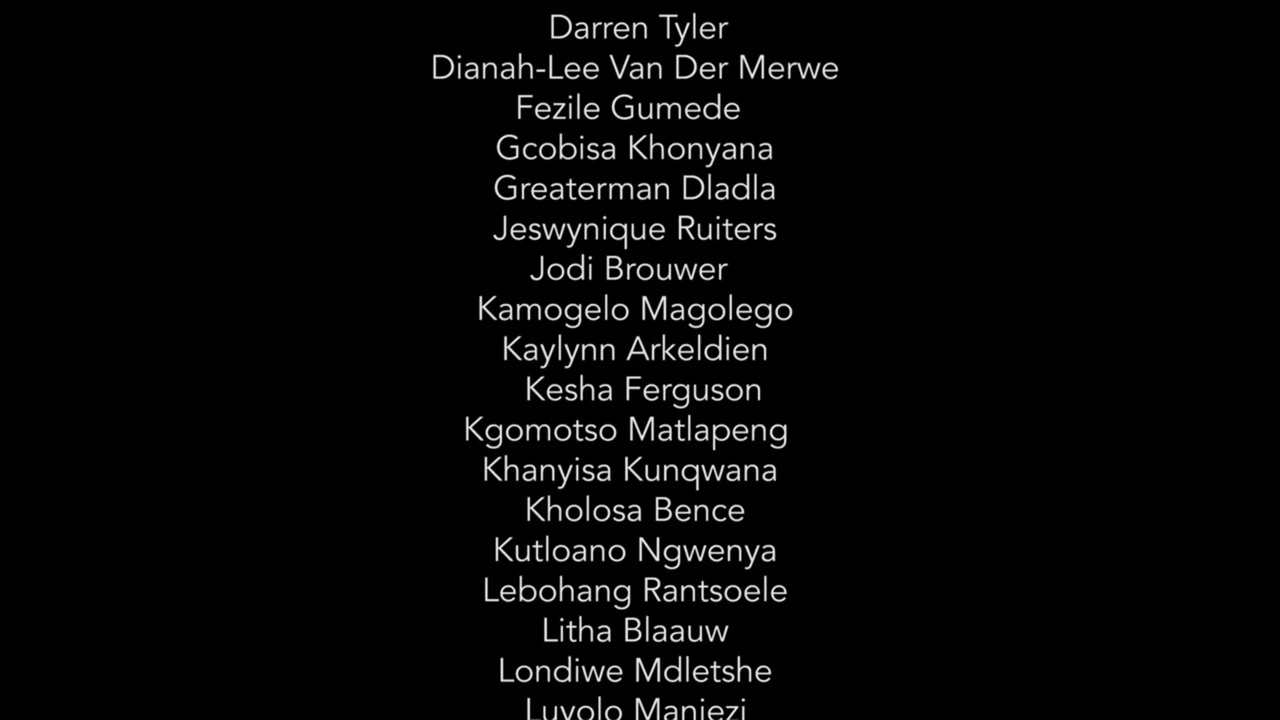 Darren Tyler
Dianah-Lee Van Der Merwe
Fezile Gumede
Gcobisa Khonyana
Greaterman Dladla
Jeswynique Ruiters
Jodi Brouwer
Kamogelo Magolego
Kaylynn Arkeldien
Kesha Ferguson
Kgomotso Matlapeng
Khanyisa Kunqwana
Kholosa Bence
Kutloano Ngwenya
Lebohang Rantsoele
Litha Blaauw
Londiwe Mdletshe
Luvolo